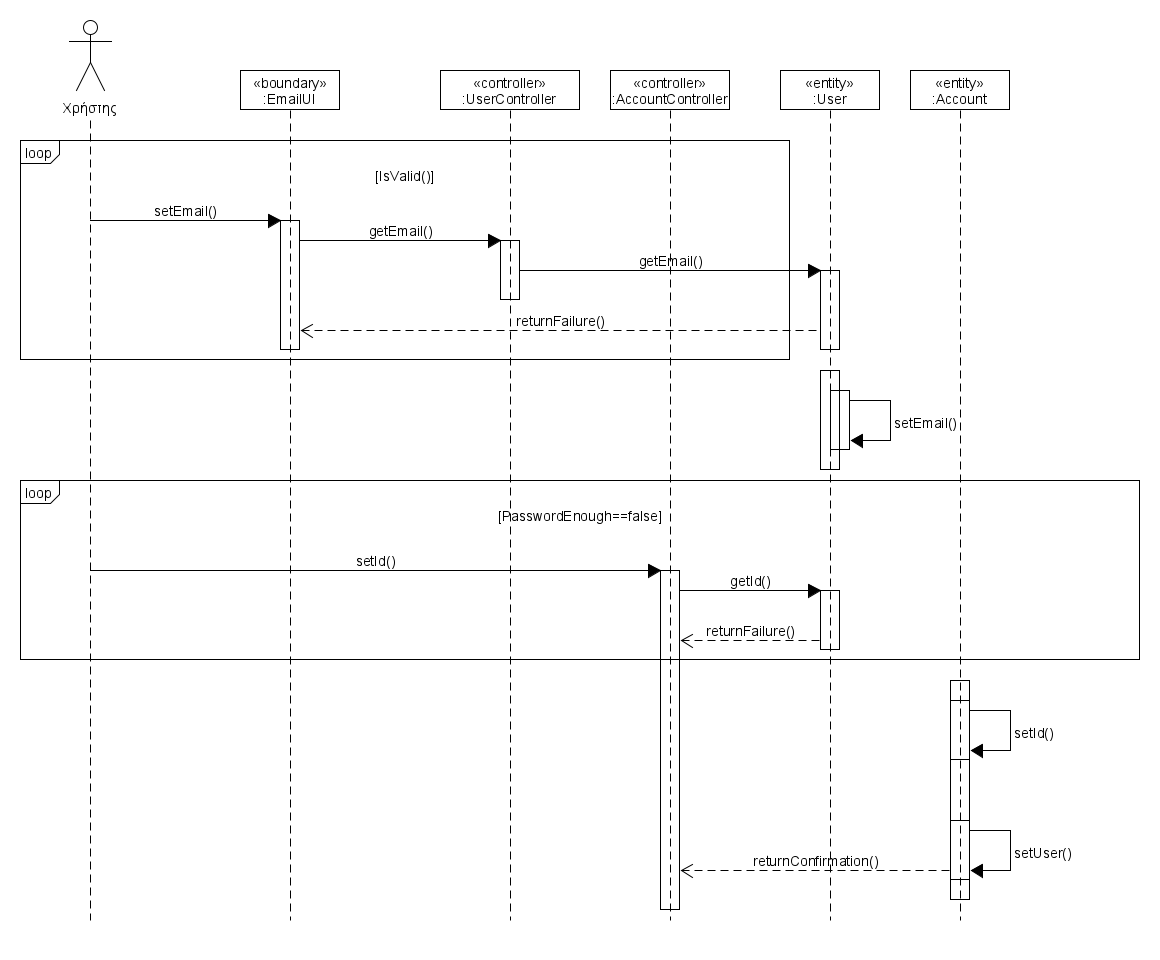 Χρήστης
«boundary»
:EmailUI
«controller»
:UserController
«controller»
:AccountController
«entity»
:User
«entity»
:Account
loop
[IsValid()]
setEmail()
getEmail()
getEmail()
returnFailure()
setEmail()
loop
[PasswordEnough==false]
setId()
getId()
returnFailure()
setId()
setUser()
returnConfirmation()